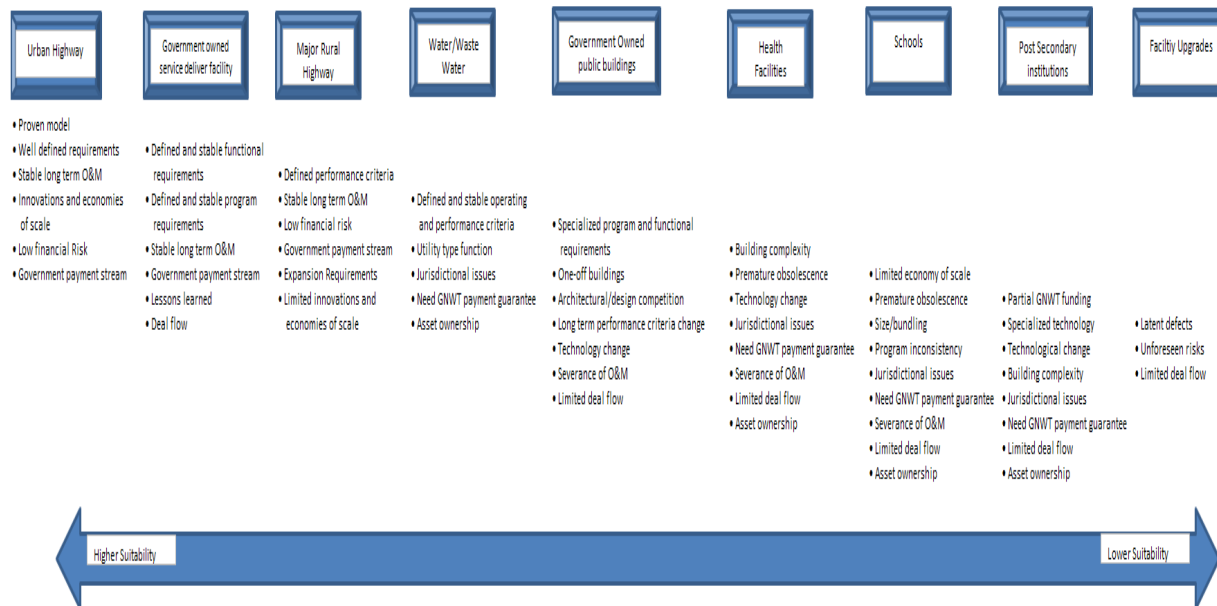 Urban Highway
Government owned
service deliver facility
Major Rural
Highway
Water/Waste
Water
Government Owned
public buildings
Health
Facilities
Schools
Post Secondary
institutions
Faciltiy Upgrades
• Proven model
• Well defined requirements
• Stable long term O&M
• Innovations and economies
of scale
• Low financial Risk
• Government payment stream
• Defined and stable functional
requirements
• Defined and stable program
requirements
• Stable long term O&M
• Government payment stream
• Lessons learned
• Deal flow
• Defined performance criteria
• Stable long term O&M
• Low financial risk
• Government payment stream
• Expansion Requirements
• Limited innovations and
economies of scale
• Defined and stable operating
and performance criteria
• Utility type function
• Jurisdictional issues
• Need GNWT payment guarantee
• Asset ownership
• Specialized program and functional
requirements
• One-off buildings
• Architectural/design competition
• Long term performance criteria change
• Technology change
• Severance of O&M
• Limited deal flow
• Building complexity
• Premature obsolescence
• Technology change
• Jurisdictional issues
• Need GNWT payment guarantee
• Severance of O&M
• Limited deal flow
• Asset ownership
• Limited economy of scale
• Premature obsolescence
• Size/bundling
• Program inconsistency
• Jurisdictional issues
• Need GNWT payment guarantee
• Severance of O&M
• Limited deal flow
• Asset ownership
• Partial GNWT funding
• Specialized technology
• Technological change
• Building complexity
• Jurisdictional issues
• Need GNWT payment guarantee
• Limited deal flow
• Asset ownership
• Latent defects
• Unforeseen risks
• Limited deal flow
Higher Suitability
Lower Suitability